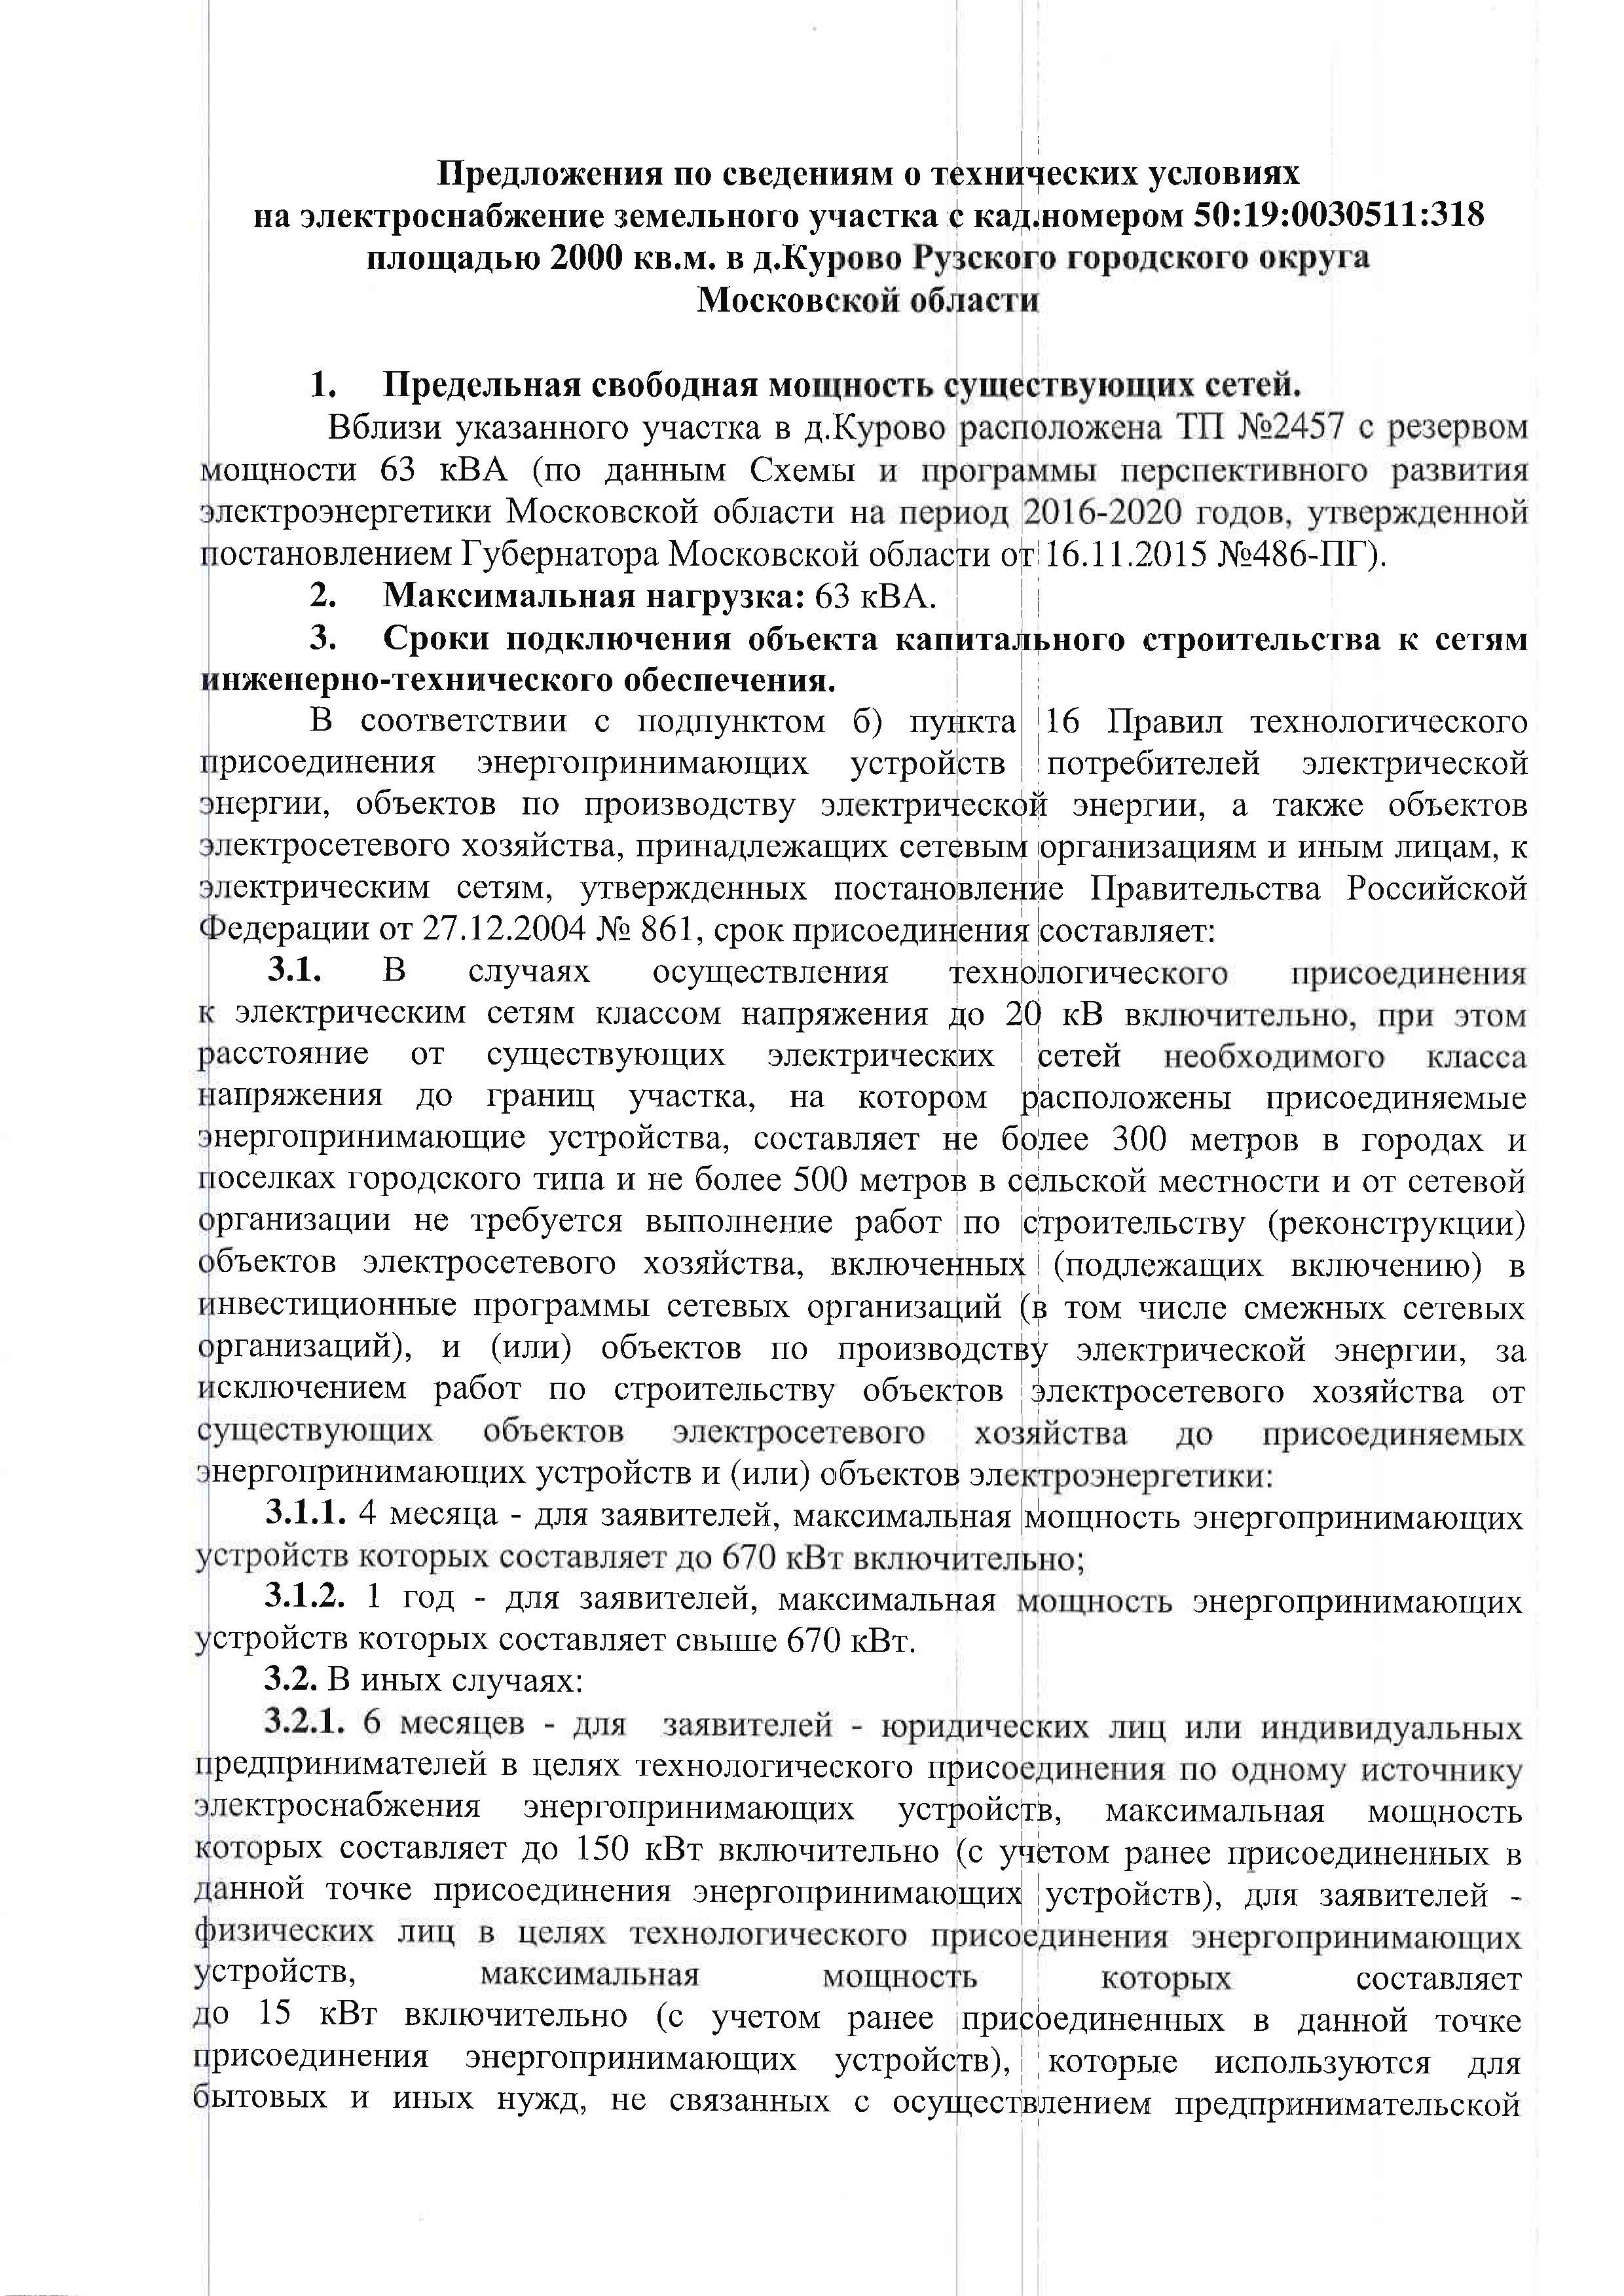 Предложения по сведениям о технических условиях
на электроснабжение земельного участка с кад.номером 50:19:0030511:318
площадью 2000 кв.м. в д.Курово Рузского городского округа
Московской области
1. Предельная свободная мощность существующих сетей.
Вблизи указанного участка в д.Курово расположена ТП №2457 с резервом
мощности 63 кВА (по данным Схемы и программы перспективного развития
электроэнергетики Московской области на период 2016-2020 годов, утвержденной
постановлением Губернатора Московской области от 16.11.2015 №486-ПГ).
2. Максимальная нагрузка: 63 кВА.
3. Сроки подключения объекта капитального строительства к сетям
инженерно-технического обеспечения.
В соответствии с подпунктом б) пункта 16 Правил технологического
присоединения энергопринимающих устройств потребителей электрической
энергии, объектов по производству электрической энергии, а также объектов
электросетевого хозяйства, принадлежащих сетевым организациям и иным лицам, к
электрическим сетям, утвержденных постановление Правительства Российской
Федерации от 27.12.2004 № 861, срок присоединения составляет:
3.1. В случаях осуществления технологического присоединения
к электрическим сетям классом напряжения до 20 кВ включительно, при этом
расстояние от существующих электрических сетей необходимого класса
напряжения до границ участка, на котором расположены присоединяемые
энергопринимающие устройства, составляет не более 300 метров в городах и
поселках городского типа и не более 500 метров в сельской местности и от сетевой
организации не требуется выполнение работ по строительству (реконструкции)
объектов электросетевого хозяйства, включенных (подлежащих включению) в
инвестиционные программы сетевых организаций (в том числе смежных сетевых
организаций), и (или) объектов по производству электрической энергии, за
исключением работ по строительству объектов электросетевого хозяйства от
существующих объектов электросетевого хозяйства до присоединяемых
энергопринимающих устройств и (или) объектов электроэнергетики:
3.1.1. 4 месяца - для заявителей, максимальная мощность энергопринимающих
устройств которых составляет до 670 кВт включительно;
3.1.2. 1 год - для заявителей, максимальная мощность энергопринимающих
устройств которых составляет свыше 670 кВт.
3.2. В иных случаях:
3.2.1. 6 месяцев - для заявителей - юридических лиц или индивидуальных
предпринимателей в целях технологического присоединения по одному источнику
электроснабжения энергопринимающих устройств, максимальная мощность
которых составляет до 150 кВт включительно (с учетом ранее присоединенных в
данной точке присоединения энергопринимающих устройств), для заявителей -
физических лиц в целях технологического присоединения энергопринимающих
устройств, максимальная мощность которых составляет
до 15 кВт включительно (с учетом ранее присоединенных в данной точке
присоединения энергопринимающих устройств), которые используются для
бытовых и иных нужд, не связанных с осуществлением предпринимательской